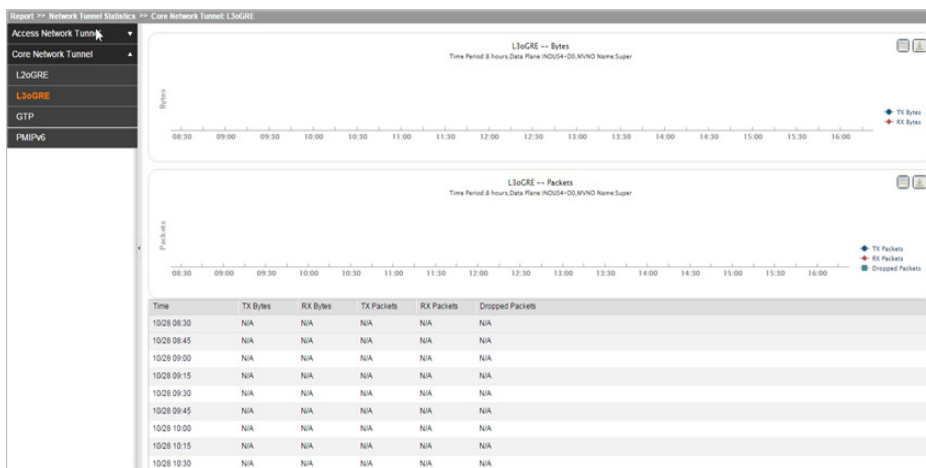 Report >> Network Tunnel Statistics >> Core Network Tunnel: L3oGRE
Access Network Tunnel
Core Network Tunnel
L2oGRE
L3oGRE
GTP
PMIPv6
L3oGRE -- Bytes
Time Period:8 hours,Data Plane:INDUS4-D0,MVNO Name:Super
Bytes
TX Bytes
RX Bytes
08:30 09:00 09:30 10:00 10:30 11:00 11:30 12:00 12:30 13:00 13:30 14:00 14:30 15:00 15:30 16:00
L3oGRE -- Packets
Time Period:8 hours,Data Plane:INDUS4-D0,MVNO Name:Super
Packets
TX Packets
RX Packets
Dropped Packets
08:30 09:00 09:30 10:00 10:30 11:00 11:30 12:00 12:30 13:00 13:30 14:00 14:30 15:00 15:30 16:00
Time TX Bytes RX Bytes TX Packets RX Packets Dropped Packets
10/28 08:30 N/A N/A N/A N/A N/A
10/28 08:45 N/A N/A N/A N/A N/A
10/28 09:00 N/A N/A N/A N/A N/A
10/28 09:15 N/A N/A N/A N/A N/A
10/28 09:30 N/A N/A N/A N/A N/A
10/28 09:45 N/A N/A N/A N/A N/A
10/28 10:00 N/A N/A N/A N/A N/A
10/28 10:15 N/A N/A N/A N/A N/A
10/28 10:30 N/A N/A N/A N/A N/A